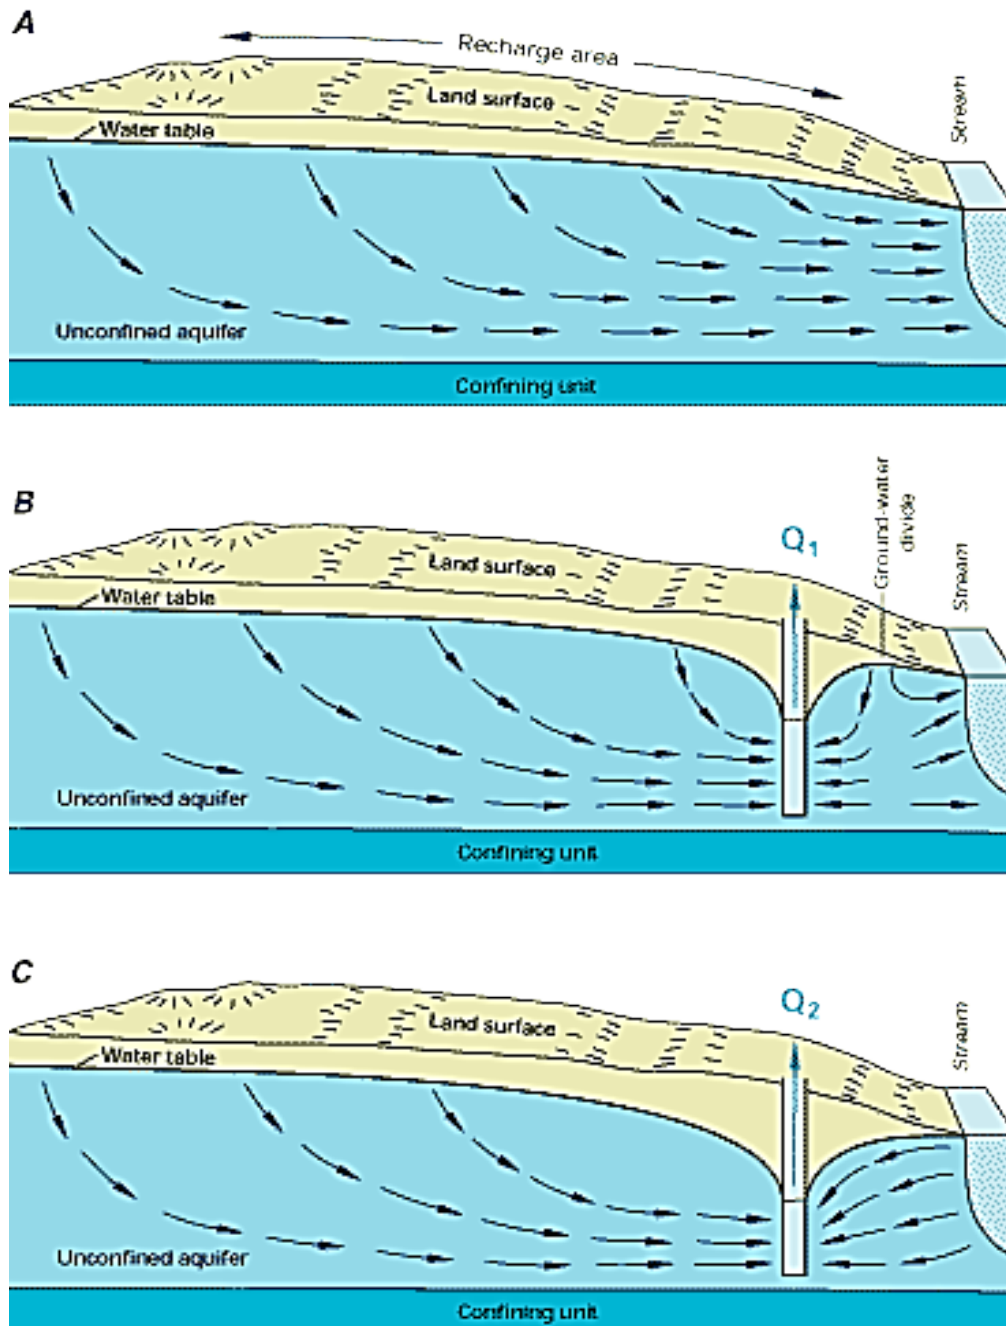 A
Recharge area
Stream
Land surface
Water table
Unconfined aquifer
Confining unit
B
Q1
Ground-water
divide
Stream
Land surface
Water table
Unconfined aquifer
Confining unit
C
Q2
Stream
Land surface
Water table
Unconfined aquifer
Confining unit